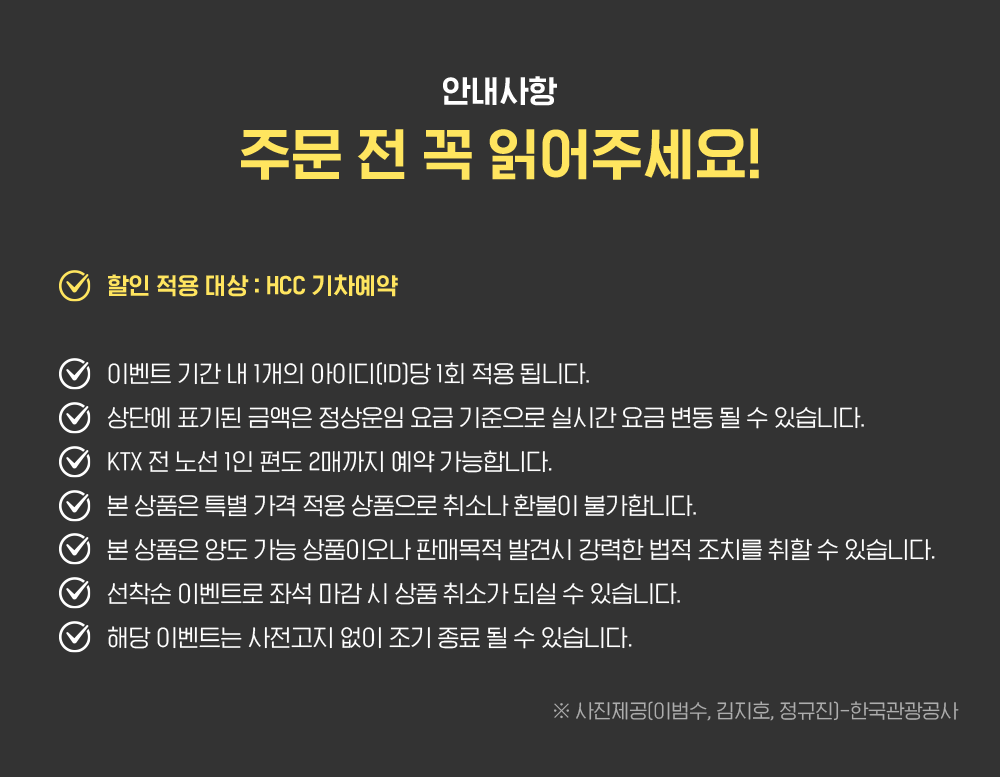 안내사항
주문 전 꼭 읽어주세요!
할인 적용 대상 : HCC 기차예약
이벤트 기간 내 1개의 아이디(ID)당 1회 적용 됩니다.
상단에 표기된 금액은 정상운임 요금 기준으로 실시간 요금 변동 될 수 있습니다.
KTX 전 노선 1인 편도 2매까지 예약 가능합니다.
본 상품은 특별 가격 적용 상품으로 취소나 환불이 불가합니다.
본 상품은 양도 가능 상품이오나 판매목적 발견시 강력한 법적 조치를 취할 수 있습니다.
선착순 이벤트로 좌석 마감 시 상품 취소가 되실 수 있습니다.
해당 이벤트는 사전고지 없이 조기 종료 될 수 있습니다.
※ 사진제공(이범수, 김지호, 정규진)-한국관광공사